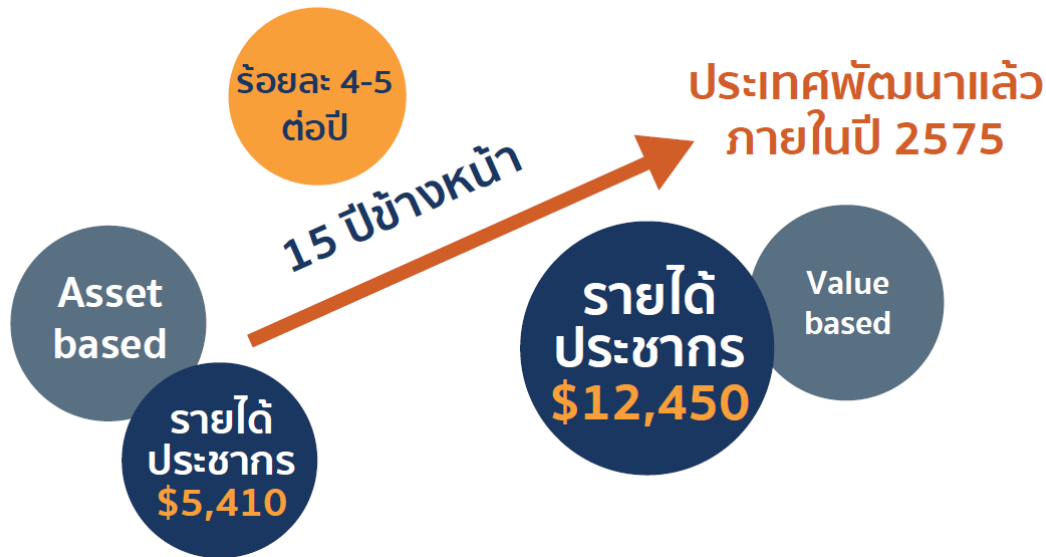 ร้อยละ 4-5
ต่อปี
15 ปีข้างหน้า
ประเทศพัฒนาแล้ว
ภายในปี 2575
Asset
based
รายได้
ประชากร
$5,410
รายได้
ประชากร
$12,450
Value
based